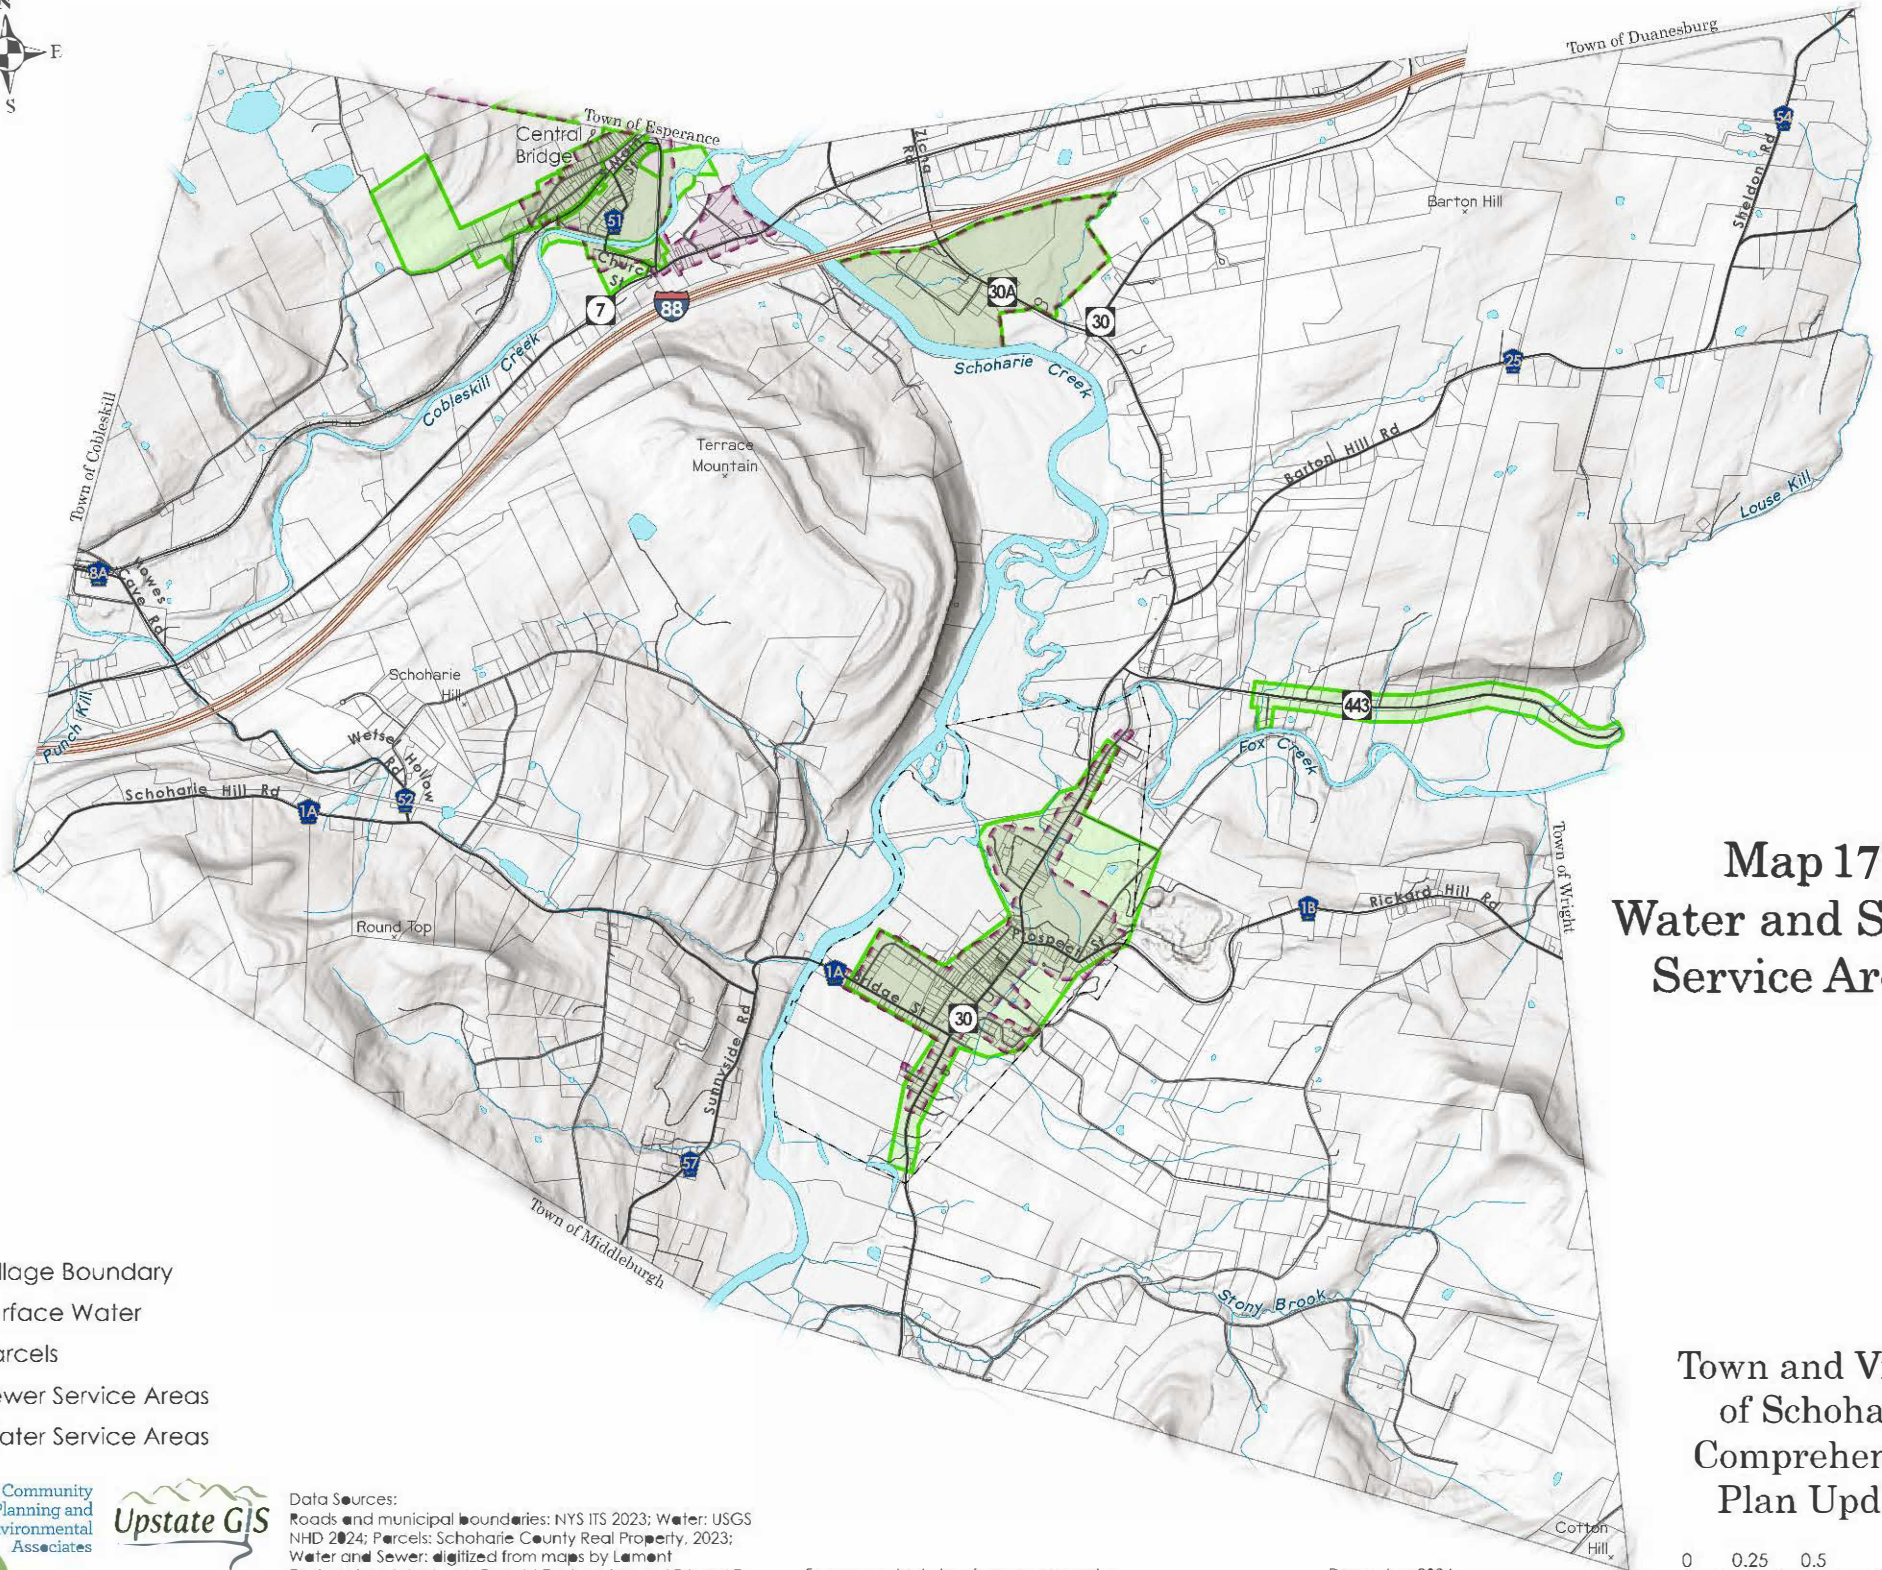 N
E
S
Town of Duanesburg
Town of Esperance
Central
Bridge
Main
St
Zicha
Rd
54
Sheldon Rd
Barton Hill
51
Church
St
7
88
30A
30
Schoharie Creek
25
Cobleskill Creek
Town of Cobleskill
Terrace
Mountain
Barton Hill Rd
Louse Kill
8A
Howes
Cave Rd
Schoharie
Hill
443
Punch Kill
Wetsel
Hollow
Rd
Fox Creek
Schoharie Hill Rd
1A
52
Town of Wright
Map 17
Water and S
Service Ar
1B
Rickard Hill Rd
Round Top
Prospect St
1A
Bridge St
30
Sunnyside Rd
57
Town of Middleburgh
Stony Brook
llage Boundary
rface Water
arcels
ewer Service Areas
ater Service Areas
Town and Vi
of Schoha
Comprehen
Plan Upd
Community
Planning and
vironmental
Associates
Upstate GIS
Data Sources:
Roads and municipal boundaries: NYS ITS 2023; Water: USGS
NHD 2024; Parcels: Schoharie County Real Property, 2023;
Water and Sewer: digitized from maps by Lamont
Cotton
Hill
0 0.25 0.5